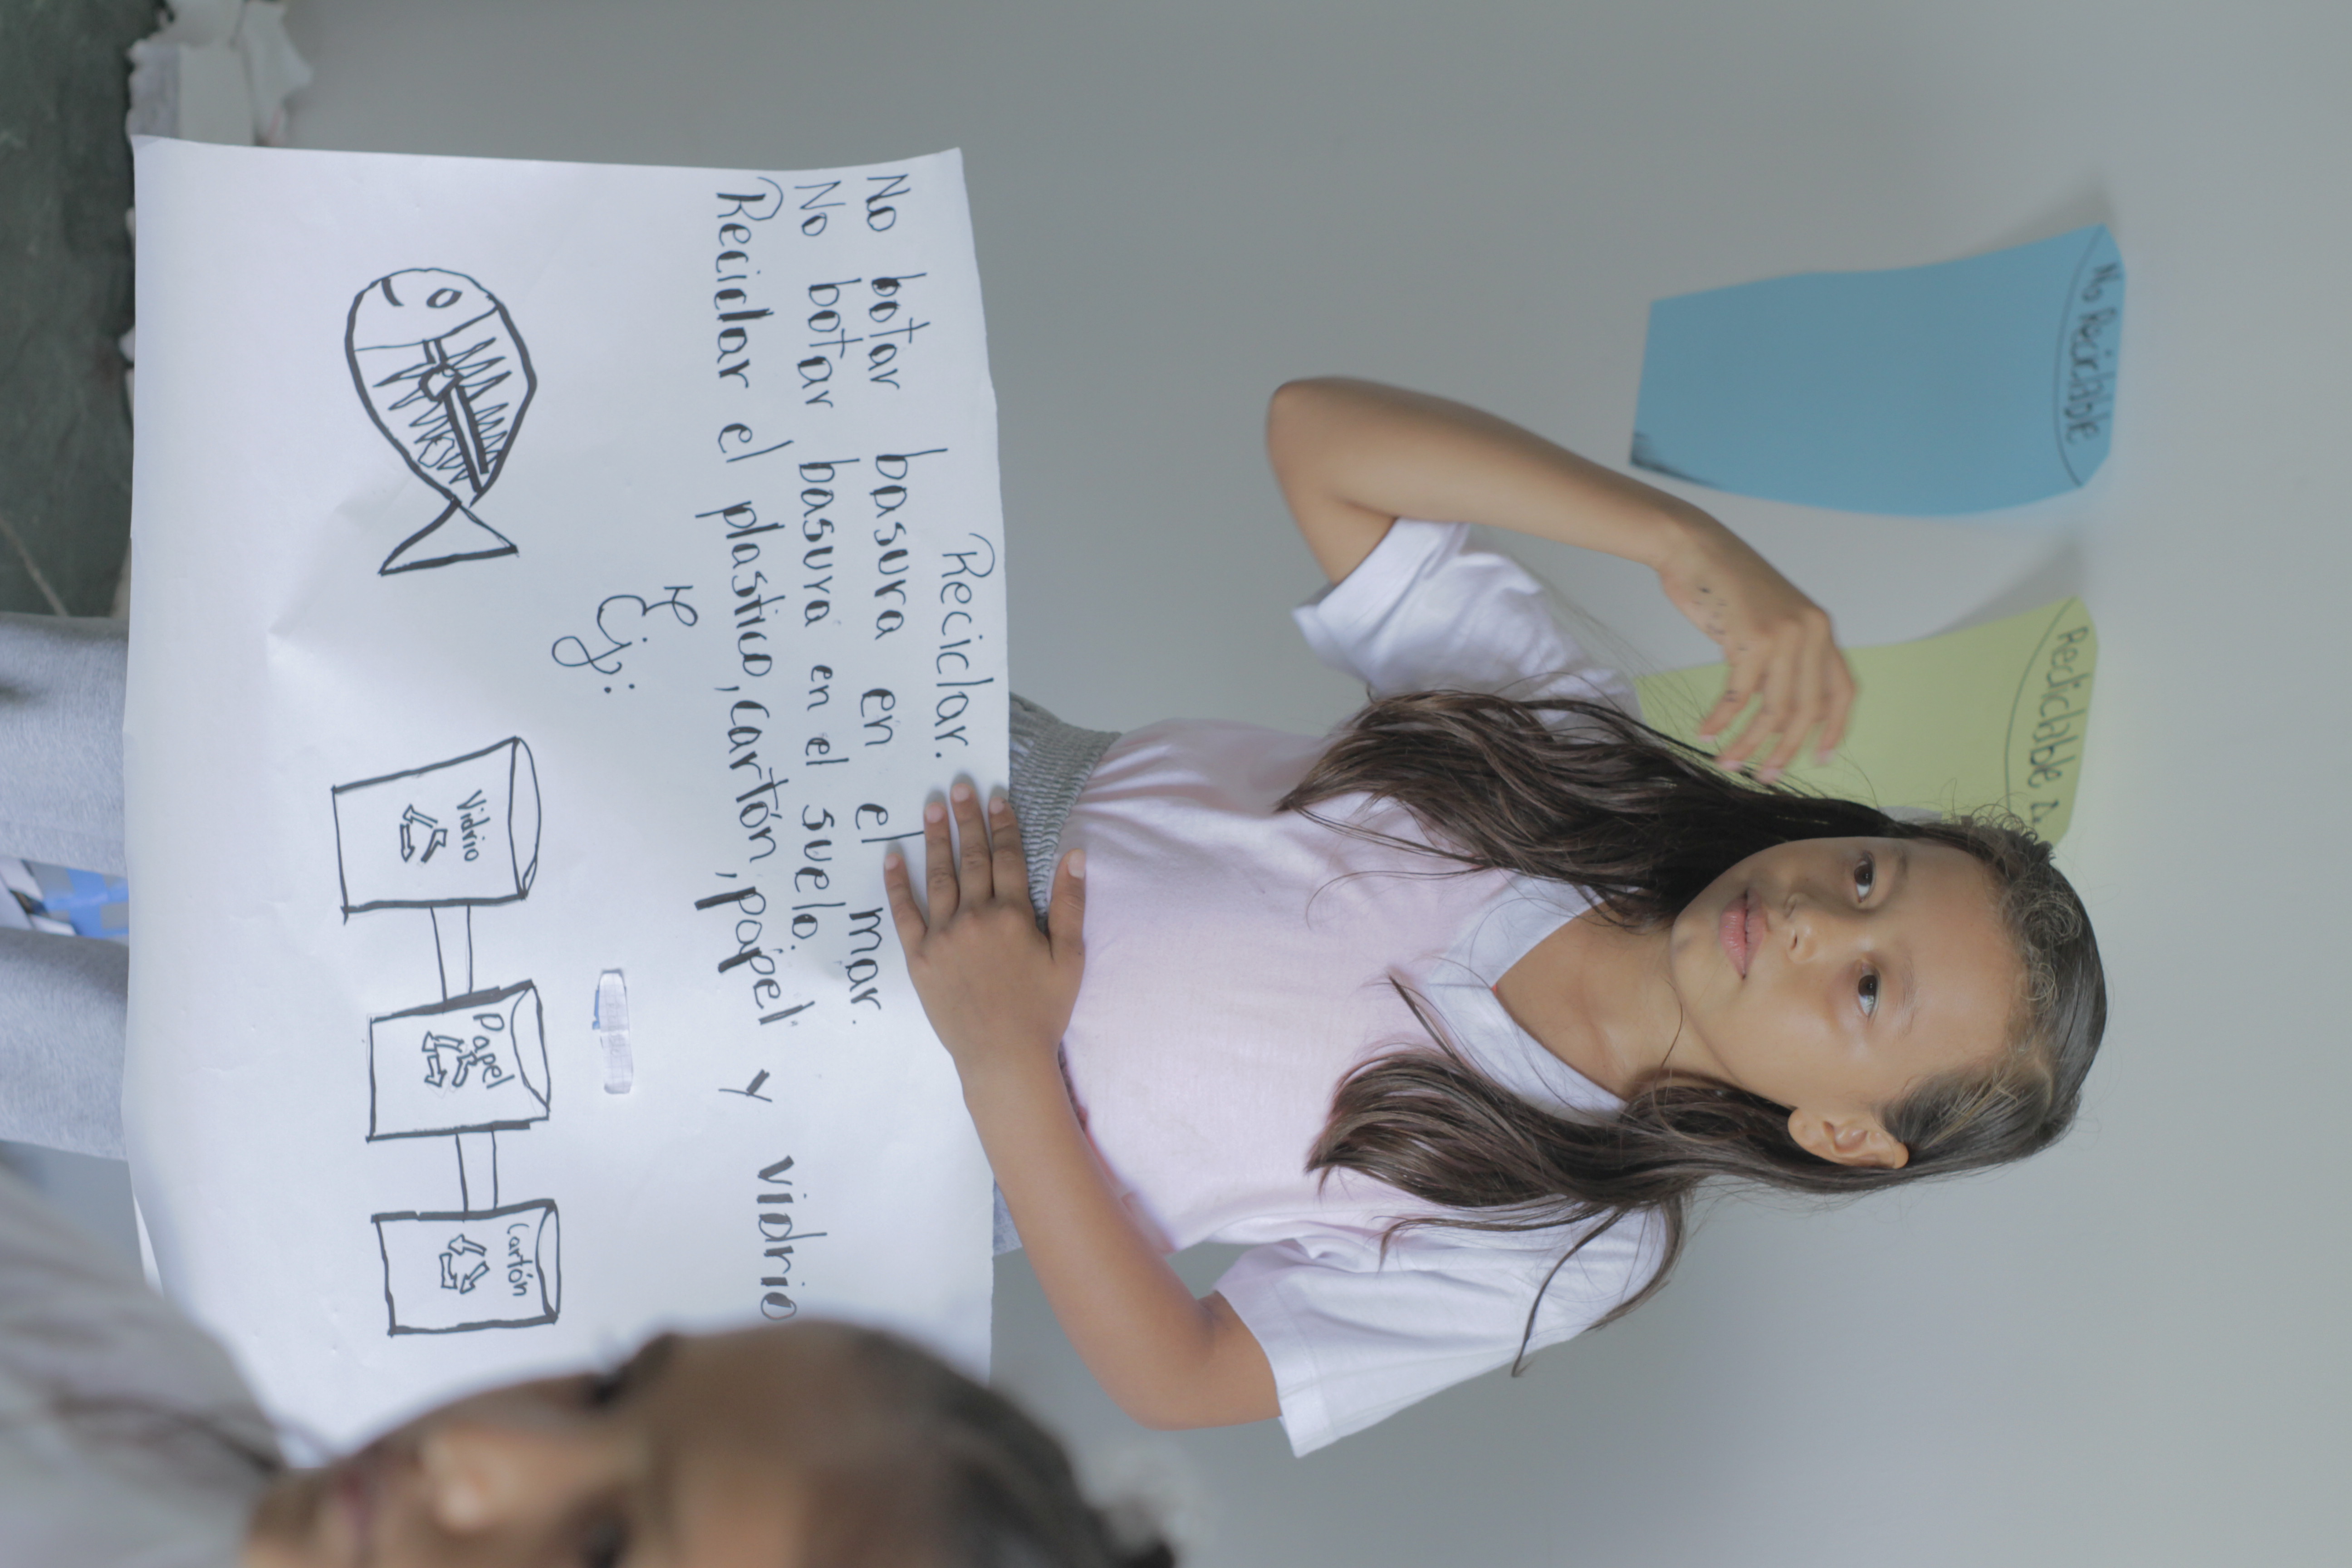 No Reciclable
Reciclable
Reciclar.
No botar basura en el mar.
No botar basura en el suelo.
Reciclar el plastico, cartón, papel y vidrio
Ej:
Vidrio
Papel
Cartón